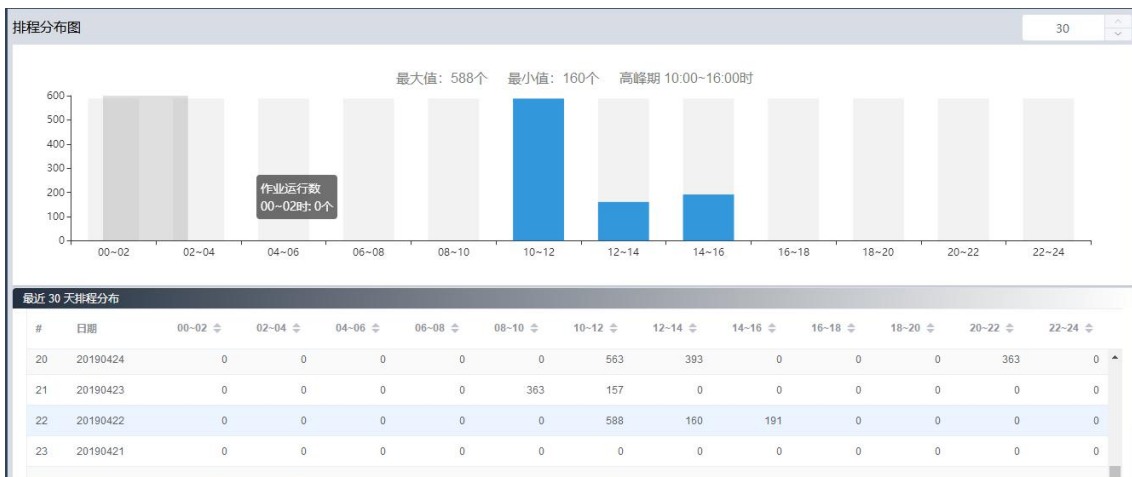 排程分布图 30
最大值：588个 最小值：160个 高峰期 10:00~16:00时
600
500
400
300
200
100
0
作业运行数
00~02时: 0个
00~02 02~04 04~06 06~08 08~10 10~12 12~14 14~16 16~18 18~20 20~22 22~24
最近 30 天排程分布
# 日期 00~02 02~04 04~06 06~08 08~10 10~12 12~14 14~16 16~18 18~20 20~22 22~24
20 20190424 0 0 0 0 0 563 393 0 0 0 363 0
21 20190423 0 0 0 0 363 157 0 0 0 0 0 0
22 20190422 0 0 0 0 0 588 160 191 0 0 0 0
23 20190421 0 0 0 0 0 0 0 0 0 0 0 0